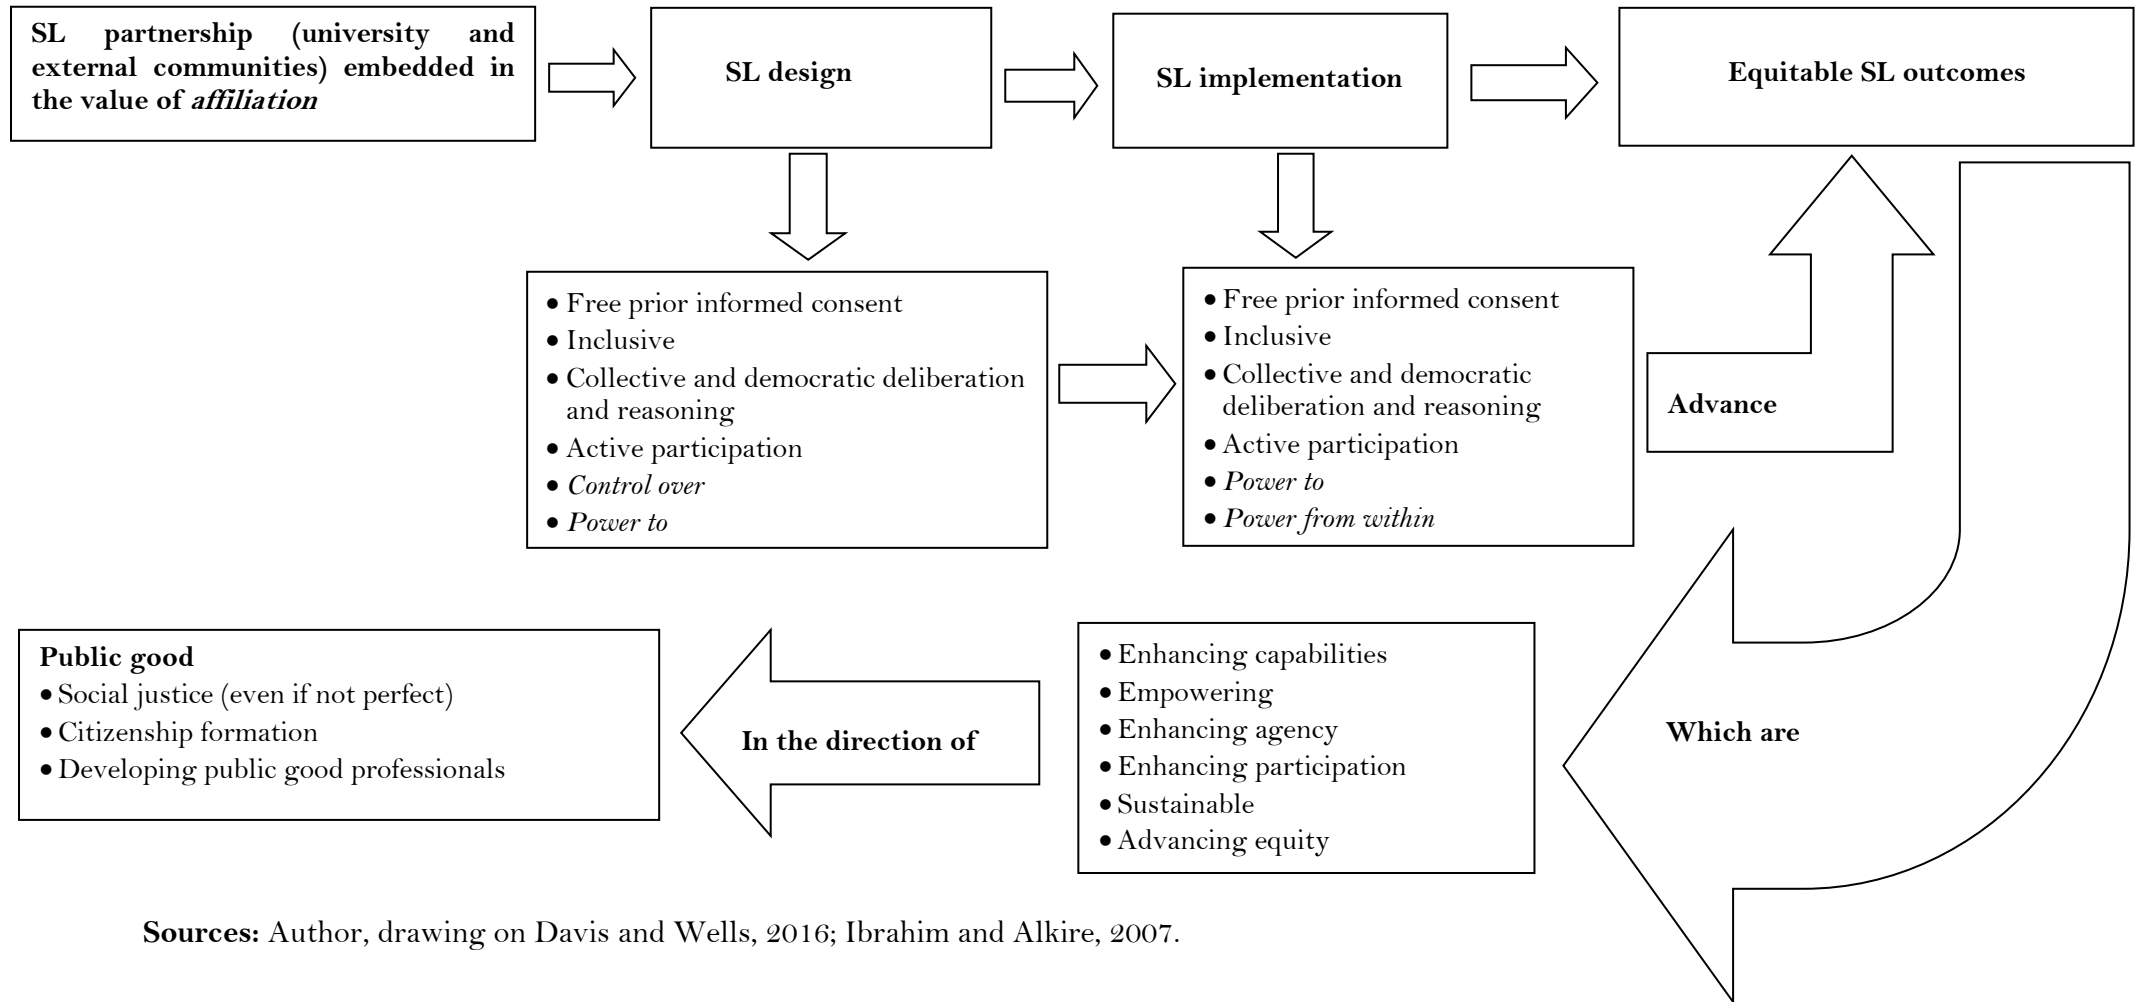 SL partnership (university and
external communities) embedded in
the value of affiliation
SL design
SL implementation
Equitable SL outcomes
• Free prior informed consent
• Inclusive
• Collective and democratic deliberation
and reasoning
• Active participation
• Control over
• Power to
• Free prior informed consent
• Inclusive
• Collective and democratic
deliberation and reasoning
• Active participation
• Power to
• Power from within
Advance
Which are
• Enhancing capabilities
• Empowering
• Enhancing agency
• Enhancing participation
• Sustainable
• Advancing equity
In the direction of
Public good
• Social justice (even if not perfect)
• Citizenship formation
• Developing public good professionals
Sources: Author, drawing on Davis and Wells, 2016; Ibrahim and Alkire, 2007.